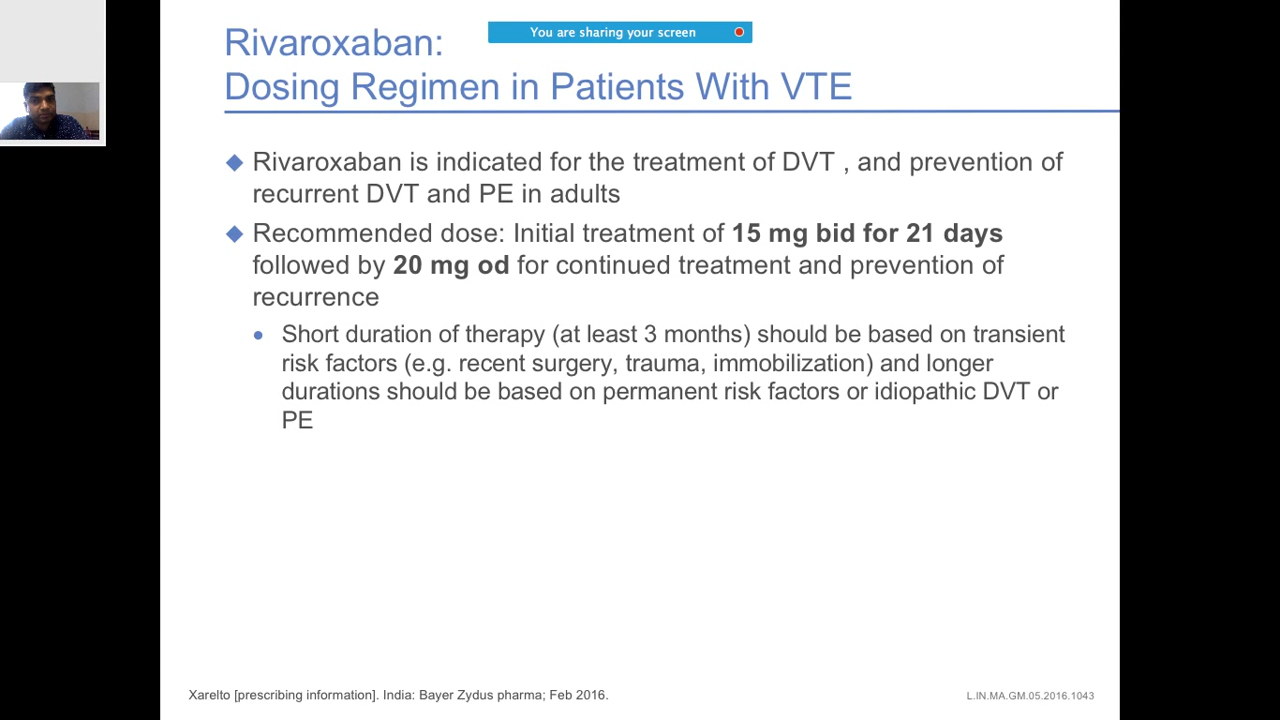 You are sharing your screen
Rivaroxaban:
Dosing Regimen in Patients With VTE
Rivaroxaban is indicated for the treatment of DVT , and prevention of
recurrent DVT and PE in adults
Recommended dose: Initial treatment of 15 mg bid for 21 days
followed by 20 mg od for continued treatment and prevention of
recurrence
Short duration of therapy (at least 3 months) should be based on transient
risk factors (e.g. recent surgery, trauma, immobilization) and longer
durations should be based on permanent risk factors or idiopathic DVT or
PE
Xarelto [prescribing information]. India: Bayer Zydus pharma; Feb 2016.
L.IN.MA.GM.05.2016.1043